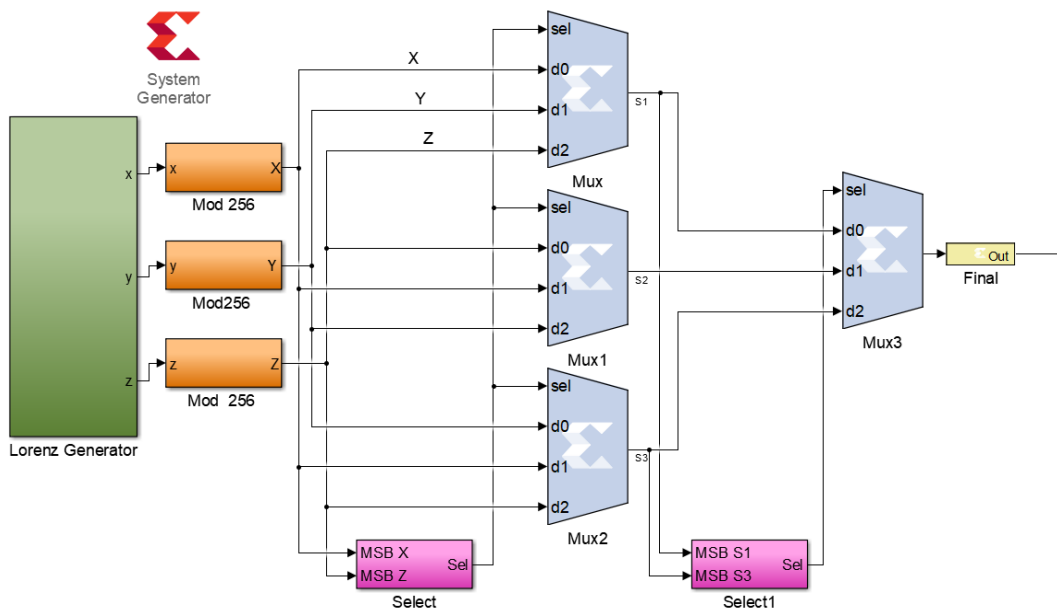 System
Generator
x
y
z
Lorenz Generator
x
X
Mod 256
y
Y
Mod256
z
Z
Mod  256
X
Y
Z
sel
d0
d1
d2
S1
Mux
sel
d0
d1
d2
S2
Mux1
sel
d0
d1
d2
S3
Mux2
MSB X
MSB Z
Sel
Select
MSB S1
MSB S3
Sel
Select1
sel
d0
d1
d2
Mux3
Out
Final